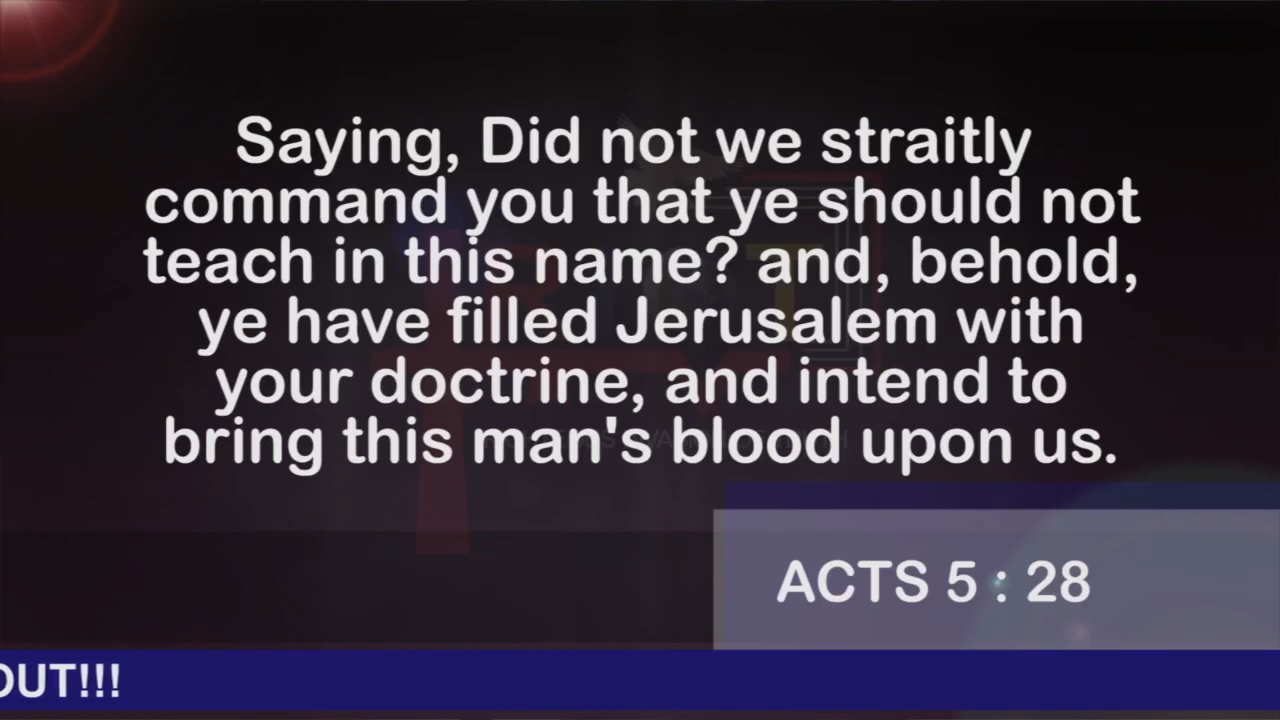 Saying, Did not we straitly
command you that ye should not
teach in this name? and, behold,
ye have filled Jerusalem with
your doctrine, and intend to
bring this man's blood upon us.
ACTS 5 : 28
OUT!!!